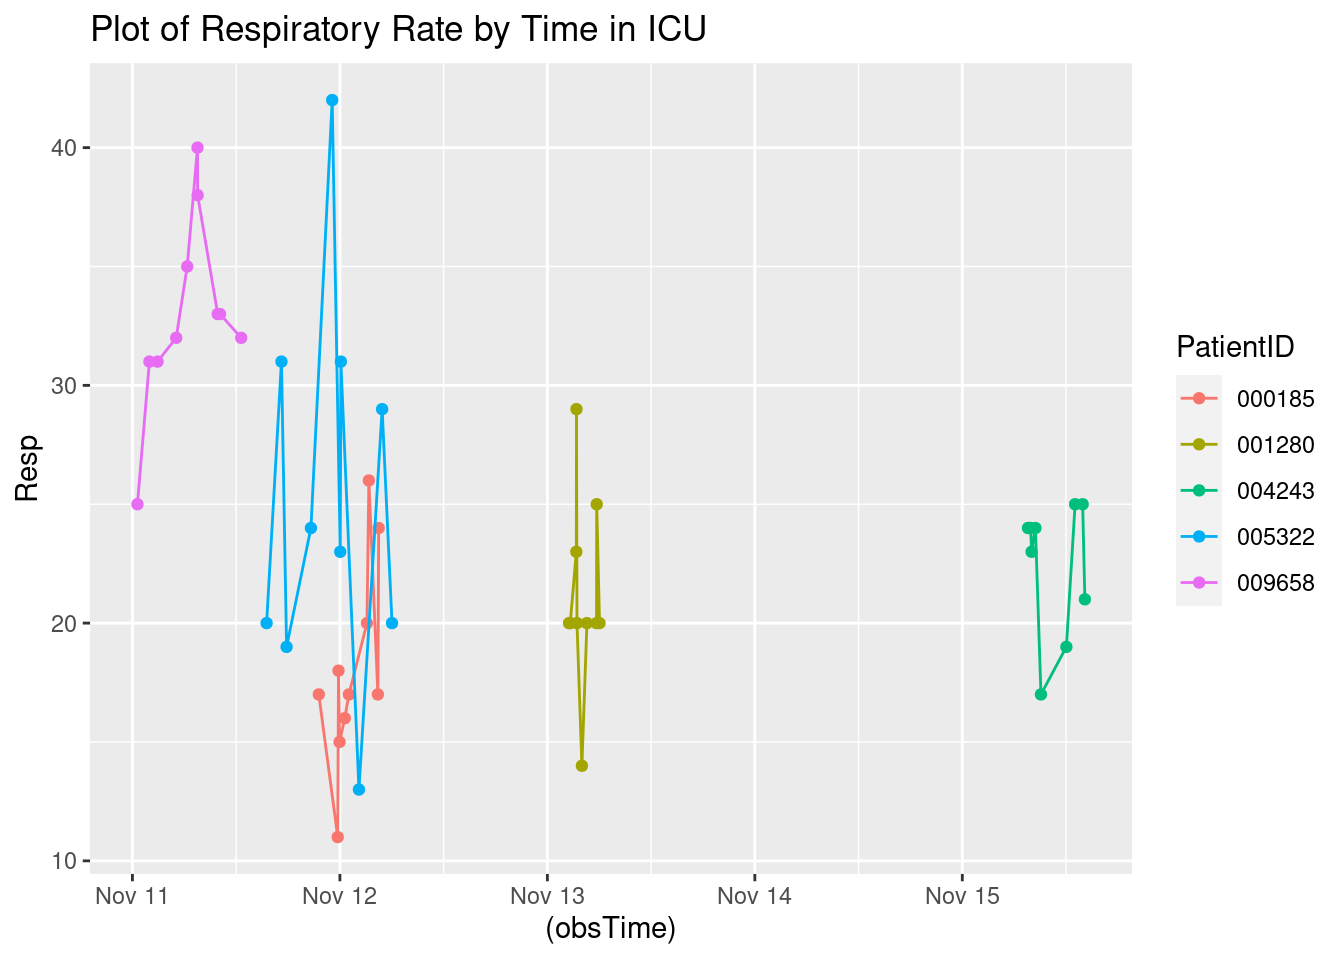 Plot of Respiratory Rate by Time in ICU
Resp
40
30
20
10
Nov 11
Nov 12
Nov 13
Nov 14
Nov 15
(obsTime)
PatientID
000185
001280
004243
005322
009658